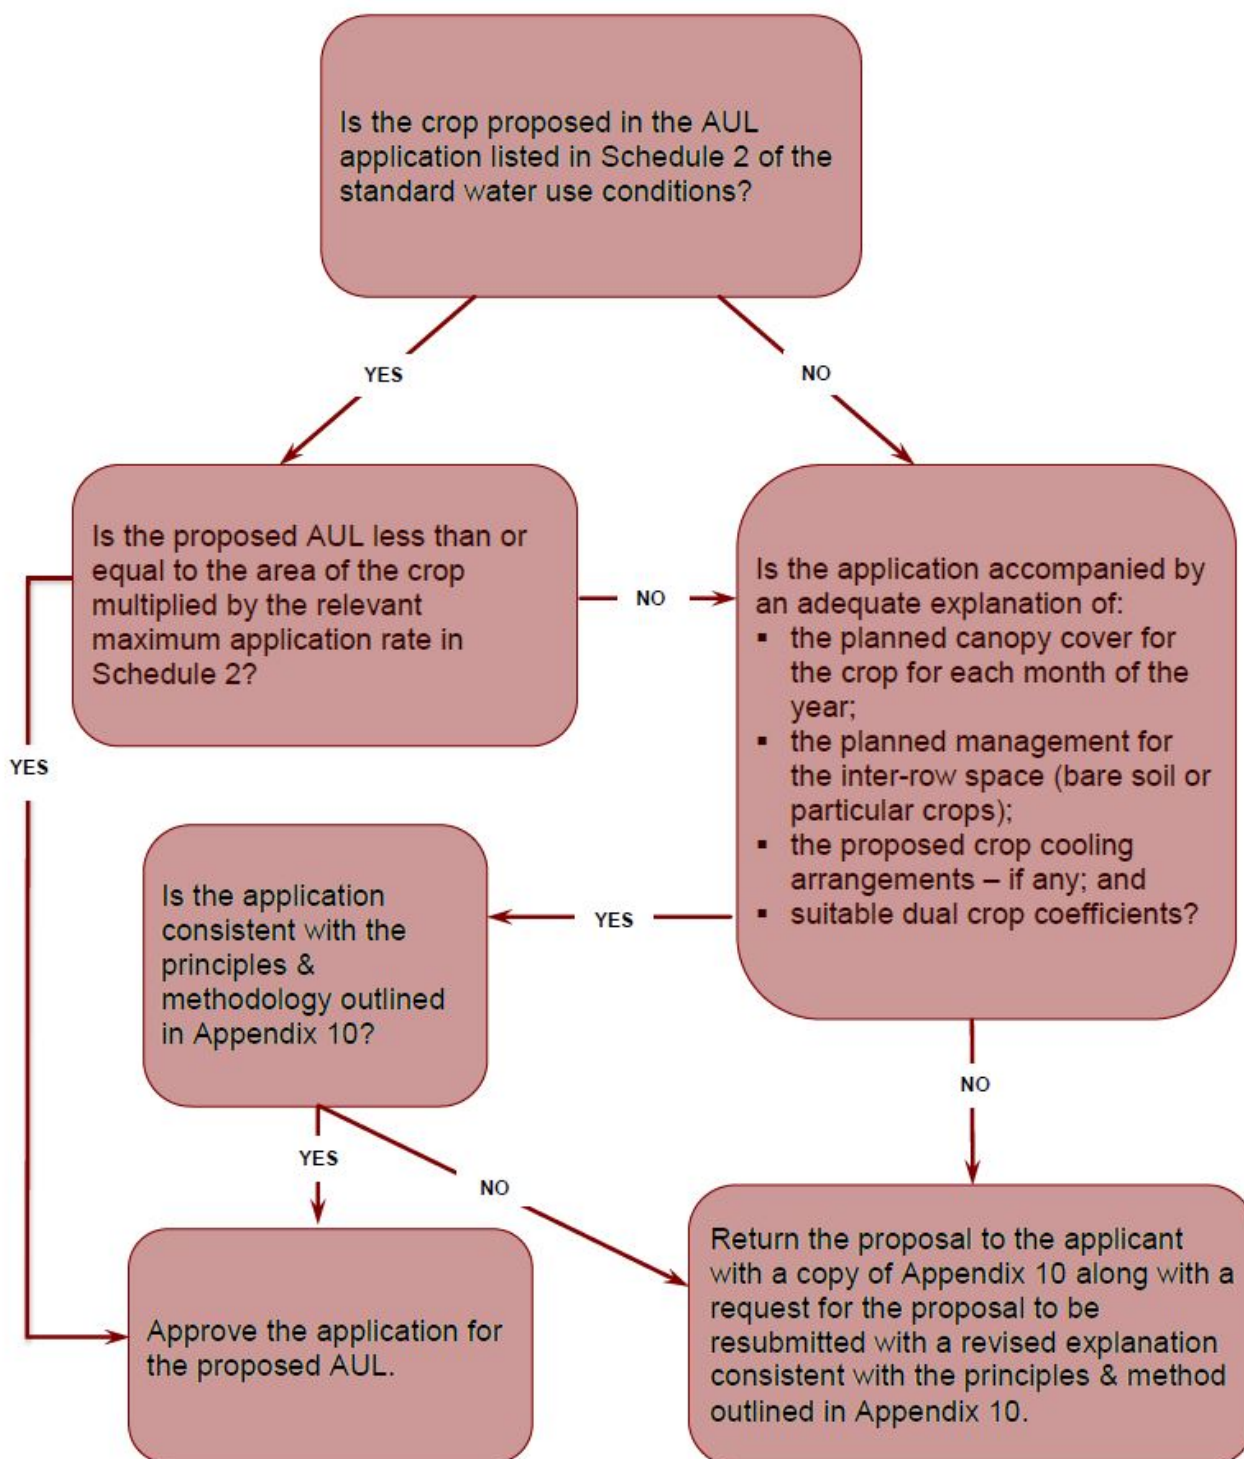 Is the crop proposed in the AUL
application listed in Schedule 2 of the
standard water use conditions?
YES
NO
Is the proposed AUL less than or
equal to the area of the crop
multiplied by the relevant
maximum application rate in
Schedule 2?
NO
Is the application accompanied by
an adequate explanation of:
▪ the planned canopy cover for
the crop for each month of the
year;
▪ the planned management for
the inter-row space (bare soil or
particular crops);
▪ the proposed crop cooling
arrangements – if any; and
▪ suitable dual crop coefficients?
YES
YES
Is the application
consistent with the
principles &
methodology outlined
in Appendix 10?
NO
YES
NO
Approve the application for
the proposed AUL.
Return the proposal to the applicant
with a copy of Appendix 10 along with a
request for the proposal to be
resubmitted with a revised explanation
consistent with the principles & method
outlined in Appendix 10.